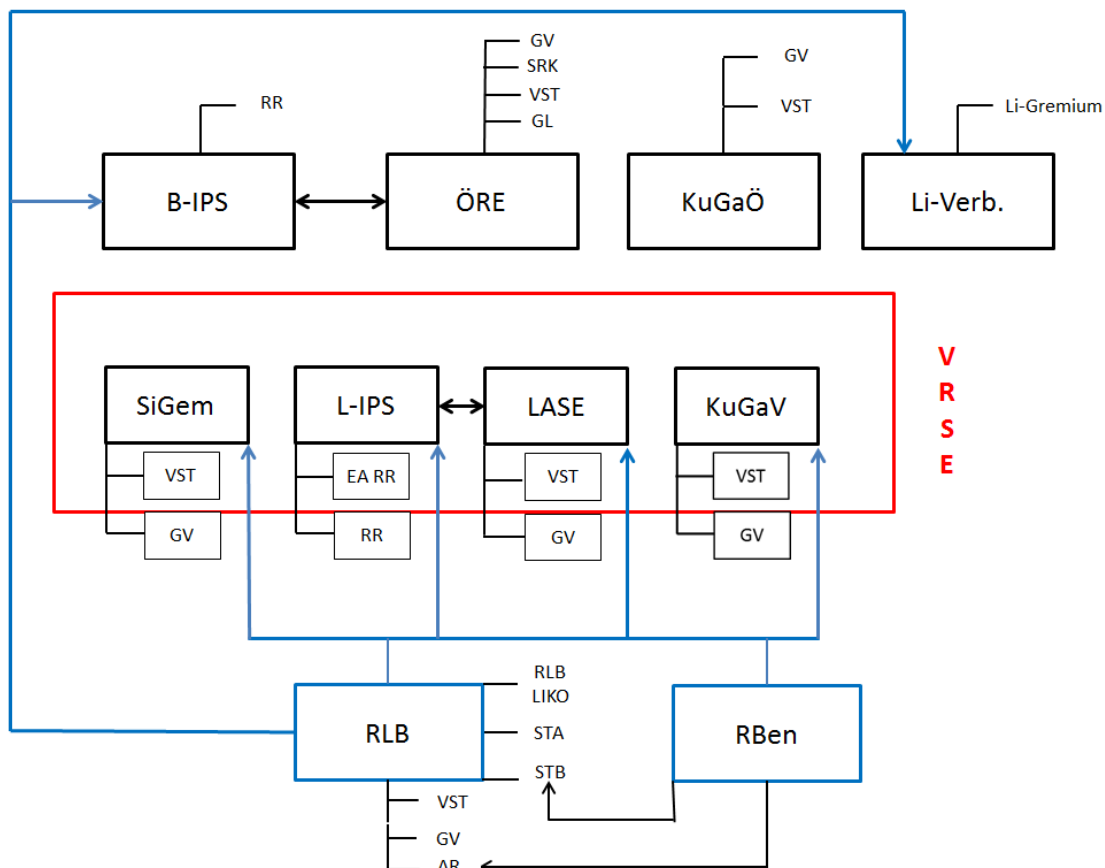 GV
SRK
VST
GL
RR
GV
VST
Li-Gremium
B-IPS
ÖRE
KuGaÖ
Li-Verb.
V
R
S
E
SiGem
L-IPS
LASE
KuGaV
VST
EA RR
VST
VST
GV
RR
GV
GV
RLB
LIKO
STA
STB
RLB
RBen
VST
GV
AR